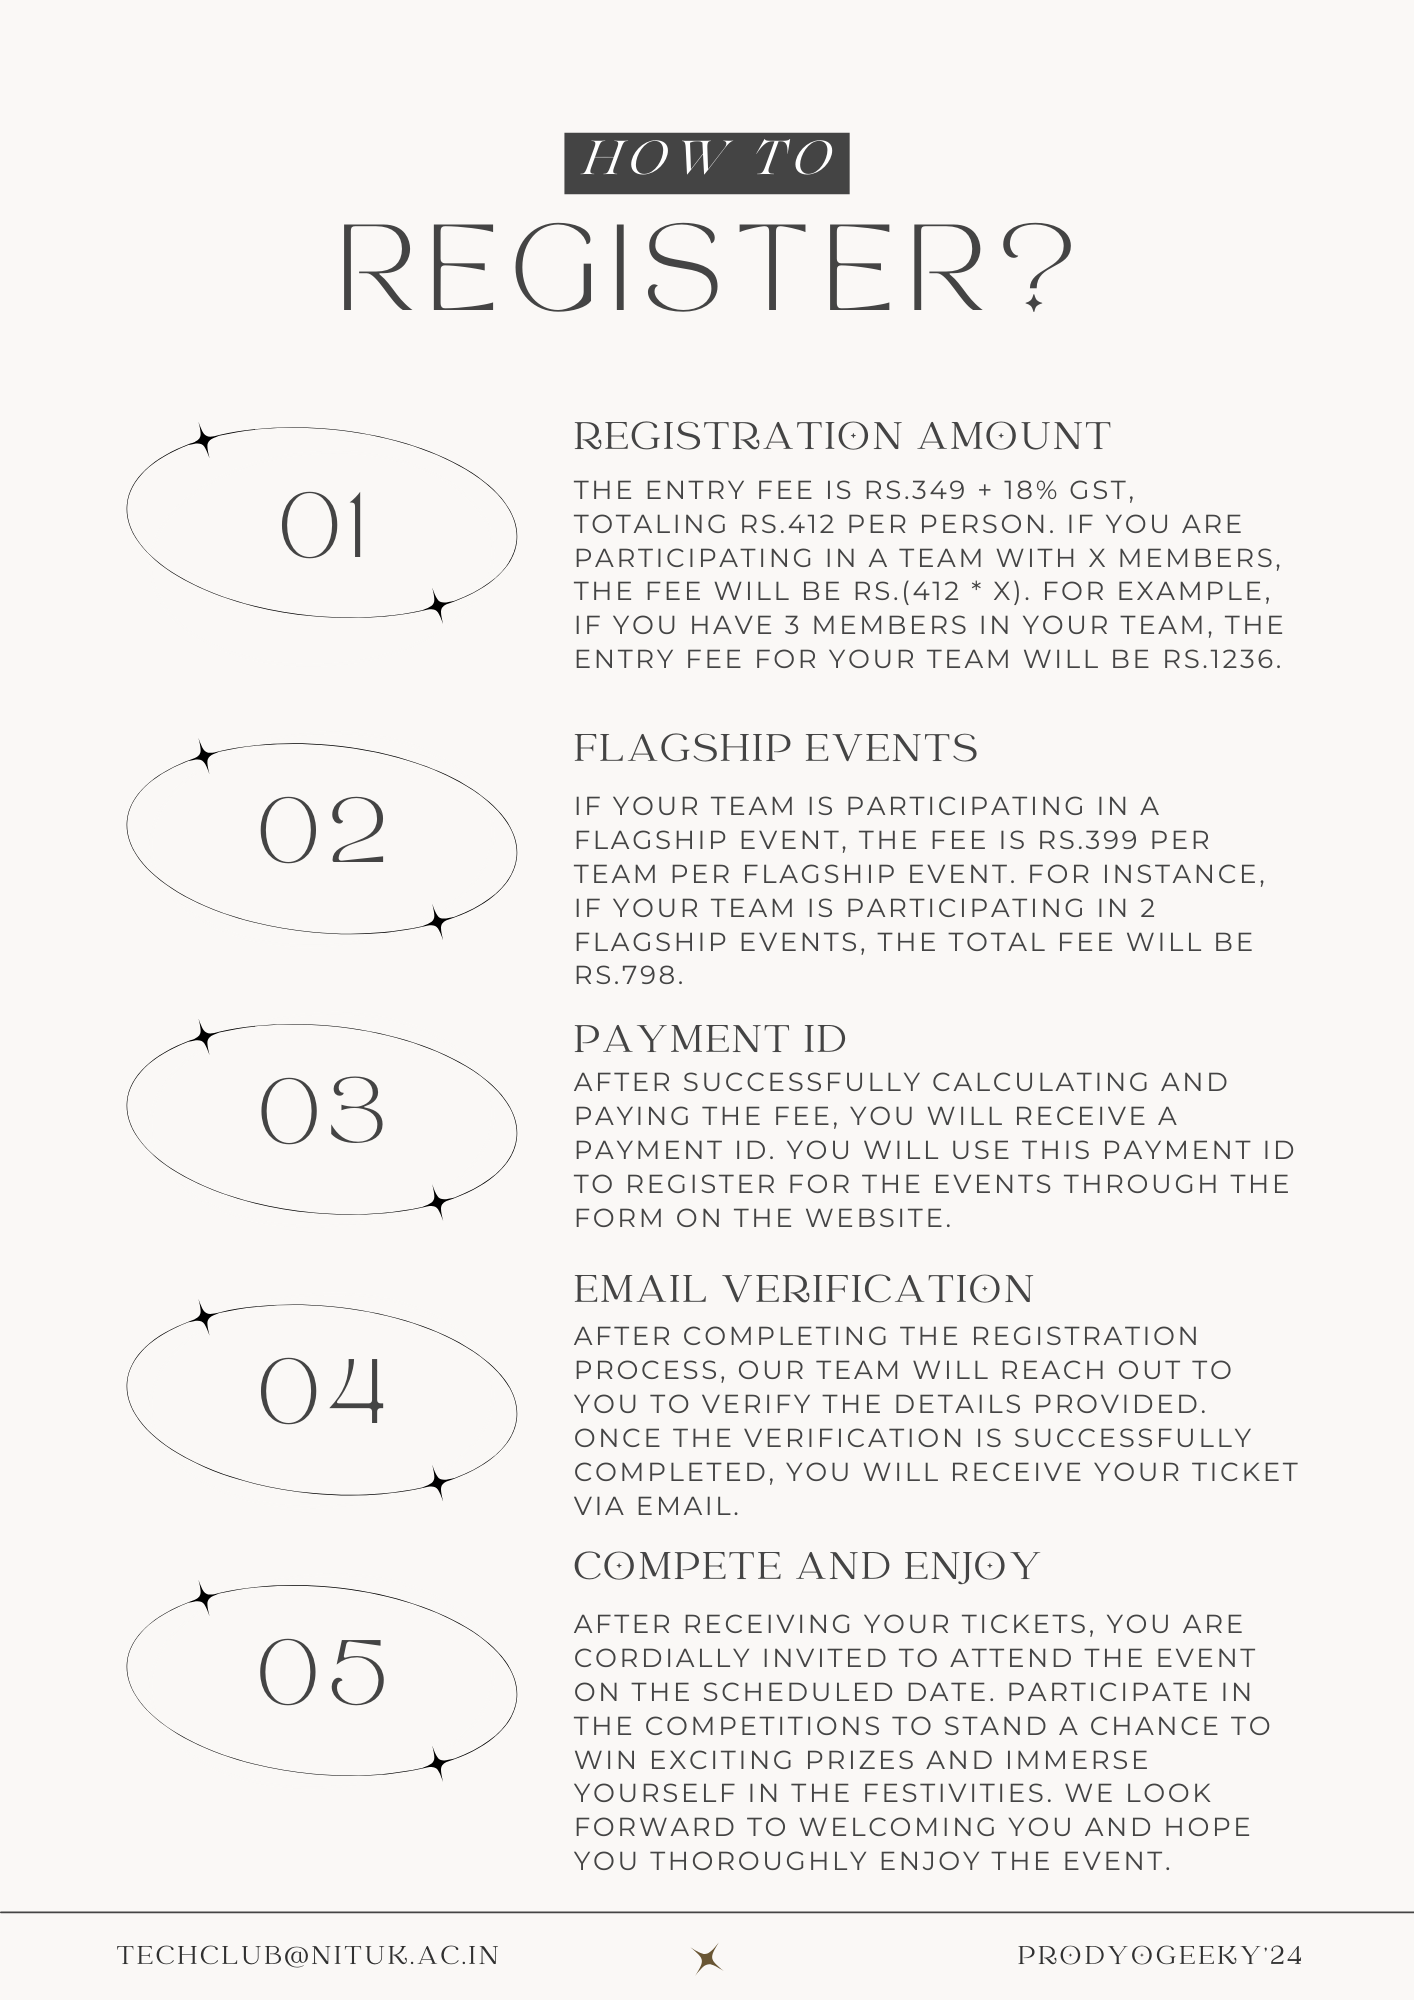 HOW TO
REGISTER?
01
REGISTRATION AMOUNT
THE ENTRY FEE IS RS.349 + 18% GST,
TOTALING RS.412 PER PERSON. IF YOU ARE
PARTICIPATING IN A TEAM WITH X MEMBERS,
THE FEE WILL BE RS.(412 * X). FOR EXAMPLE,
IF YOU HAVE 3 MEMBERS IN YOUR TEAM, THE
ENTRY FEE FOR YOUR TEAM WILL BE RS.1236.
02
FLAGSHIP EVENTS
IF YOUR TEAM IS PARTICIPATING IN A
FLAGSHIP EVENT, THE FEE IS RS.399 PER
TEAM PER FLAGSHIP EVENT. FOR INSTANCE,
IF YOUR TEAM IS PARTICIPATING IN 2
FLAGSHIP EVENTS, THE TOTAL FEE WILL BE
RS.798.
03
PAYMENT ID
AFTER SUCCESSFULLY CALCULATING AND
PAYING THE FEE, YOU WILL RECEIVE A
PAYMENT ID. YOU WILL USE THIS PAYMENT ID
TO REGISTER FOR THE EVENTS THROUGH THE
FORM ON THE WEBSITE.
04
EMAIL VERIFICATION
AFTER COMPLETING THE REGISTRATION
PROCESS, OUR TEAM WILL REACH OUT TO
YOU TO VERIFY THE DETAILS PROVIDED.
ONCE THE VERIFICATION IS SUCCESSFULLY
COMPLETED, YOU WILL RECEIVE YOUR TICKET
VIA EMAIL.
05
COMPETE AND ENJOY
AFTER RECEIVING YOUR TICKETS, YOU ARE
CORDIALLY INVITED TO ATTEND THE EVENT
ON THE SCHEDULED DATE. PARTICIPATE IN
THE COMPETITIONS TO STAND A CHANCE TO
WIN EXCITING PRIZES AND IMMERSE
YOURSELF IN THE FESTIVITIES. WE LOOK
FORWARD TO WELCOMING YOU AND HOPE
YOU THOROUGHLY ENJOY THE EVENT.
TECHCLUB@NITUK.AC.IN
PRODYOGEEKY'24